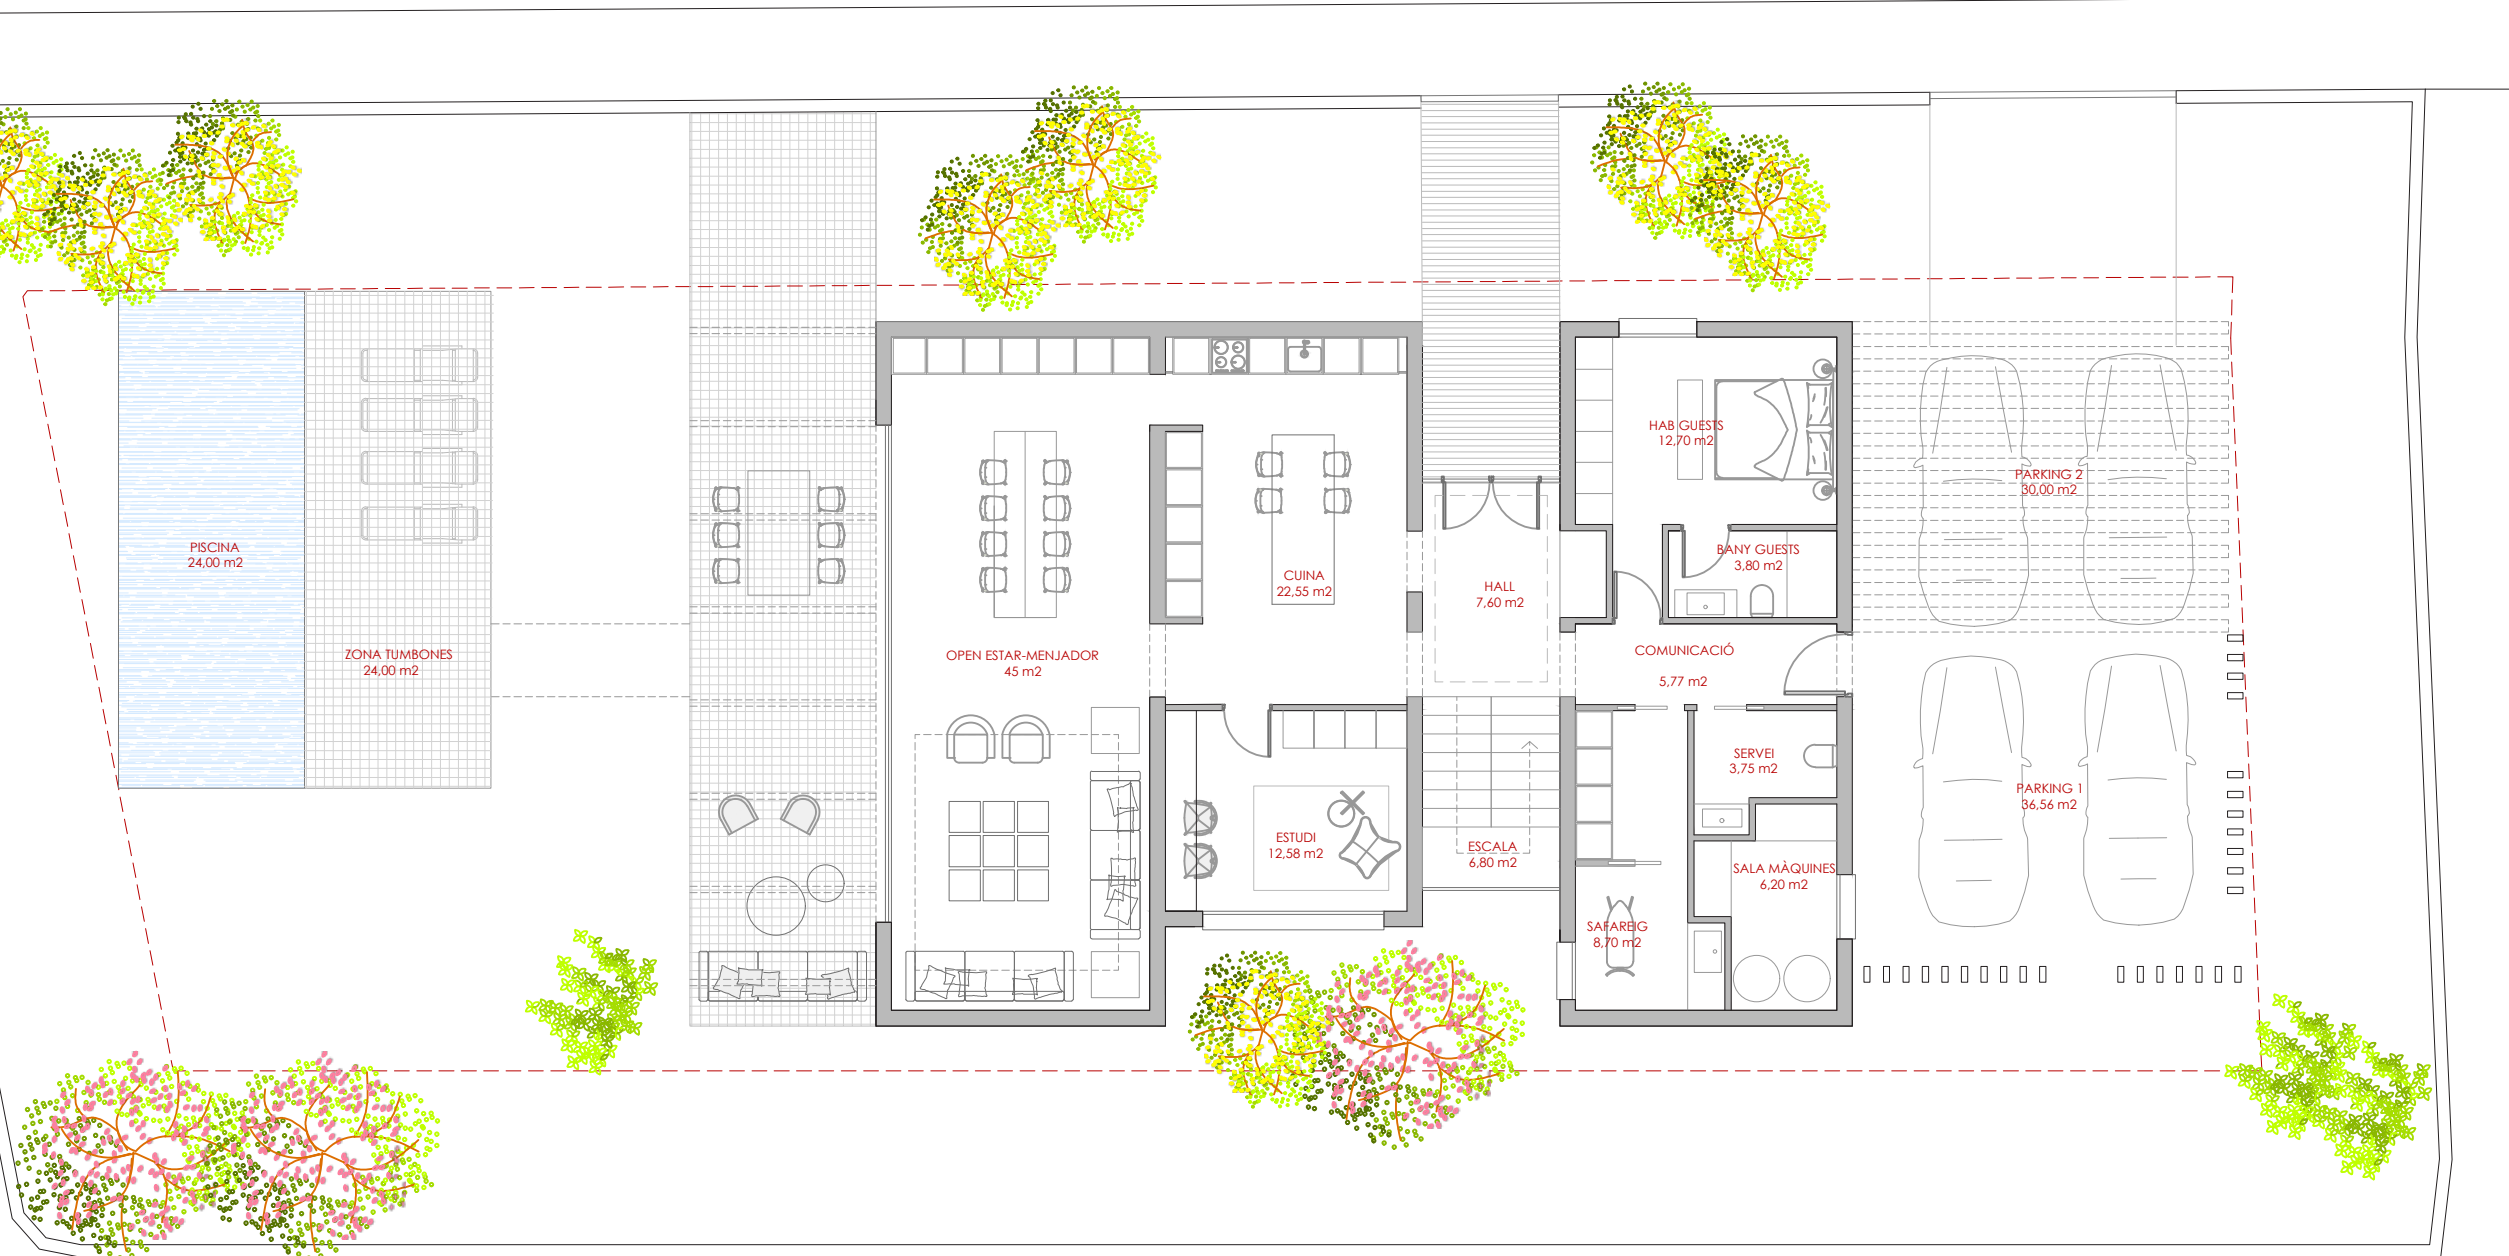 PISCINA
24,00 m2
ZONA TUMBONES
24,00 m2
OPEN ESTAR-MENJADOR
45 m2
CUINA
22,55 m2
ESTUDI
12,58 m2
HALL
7,60 m2
ESCALA
6,80 m2
HAB GUESTS
12,70 m2
BANY GUESTS
3,80 m2
COMUNICACIÓ
5,77 m2
SERVEI
3,75 m2
SALA MÀQUINES
6,20 m2
SAFAREIG
8,70 m2
PARKING 2
30,00 m2
PARKING 1
36,56 m2